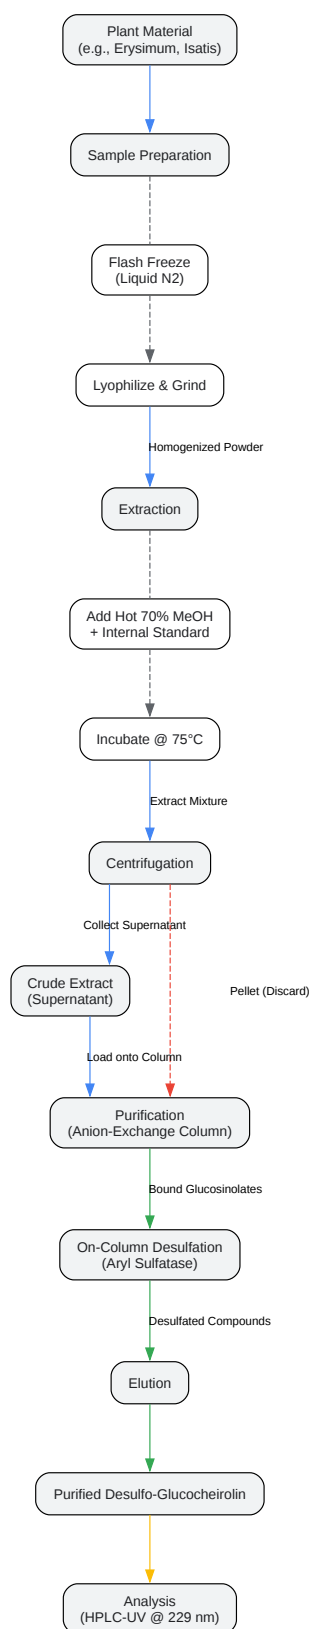 Plant Material
(e.g., Erysimum, Isatis)
Sample Preparation
Flash Freeze
(Liquid N2)
Lyophilize & Grind
Homogenized Powder
Extraction
Add Hot 70% MeOH
+ Internal Standard
Incubate @ 75°C
Extract Mixture
Centrifugation
Collect Supernatant
Crude Extract
(Supernatant)
Pellet (Discard)
Load onto Column
Purification
(Anion-Exchange Column)
Bound Glucosinolates
On-Column Desulfation
(Aryl Sulfatase)
Desulfated Compounds
Elution
Purified Desulfo-Glucocheirolin
Analysis
(HPLC-UV @ 229 nm)